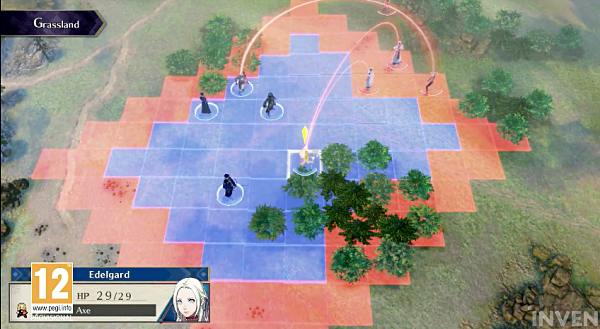 Grassland
Edelgard
12
HP 29/29
www.pegi.info
Axe
INVEN